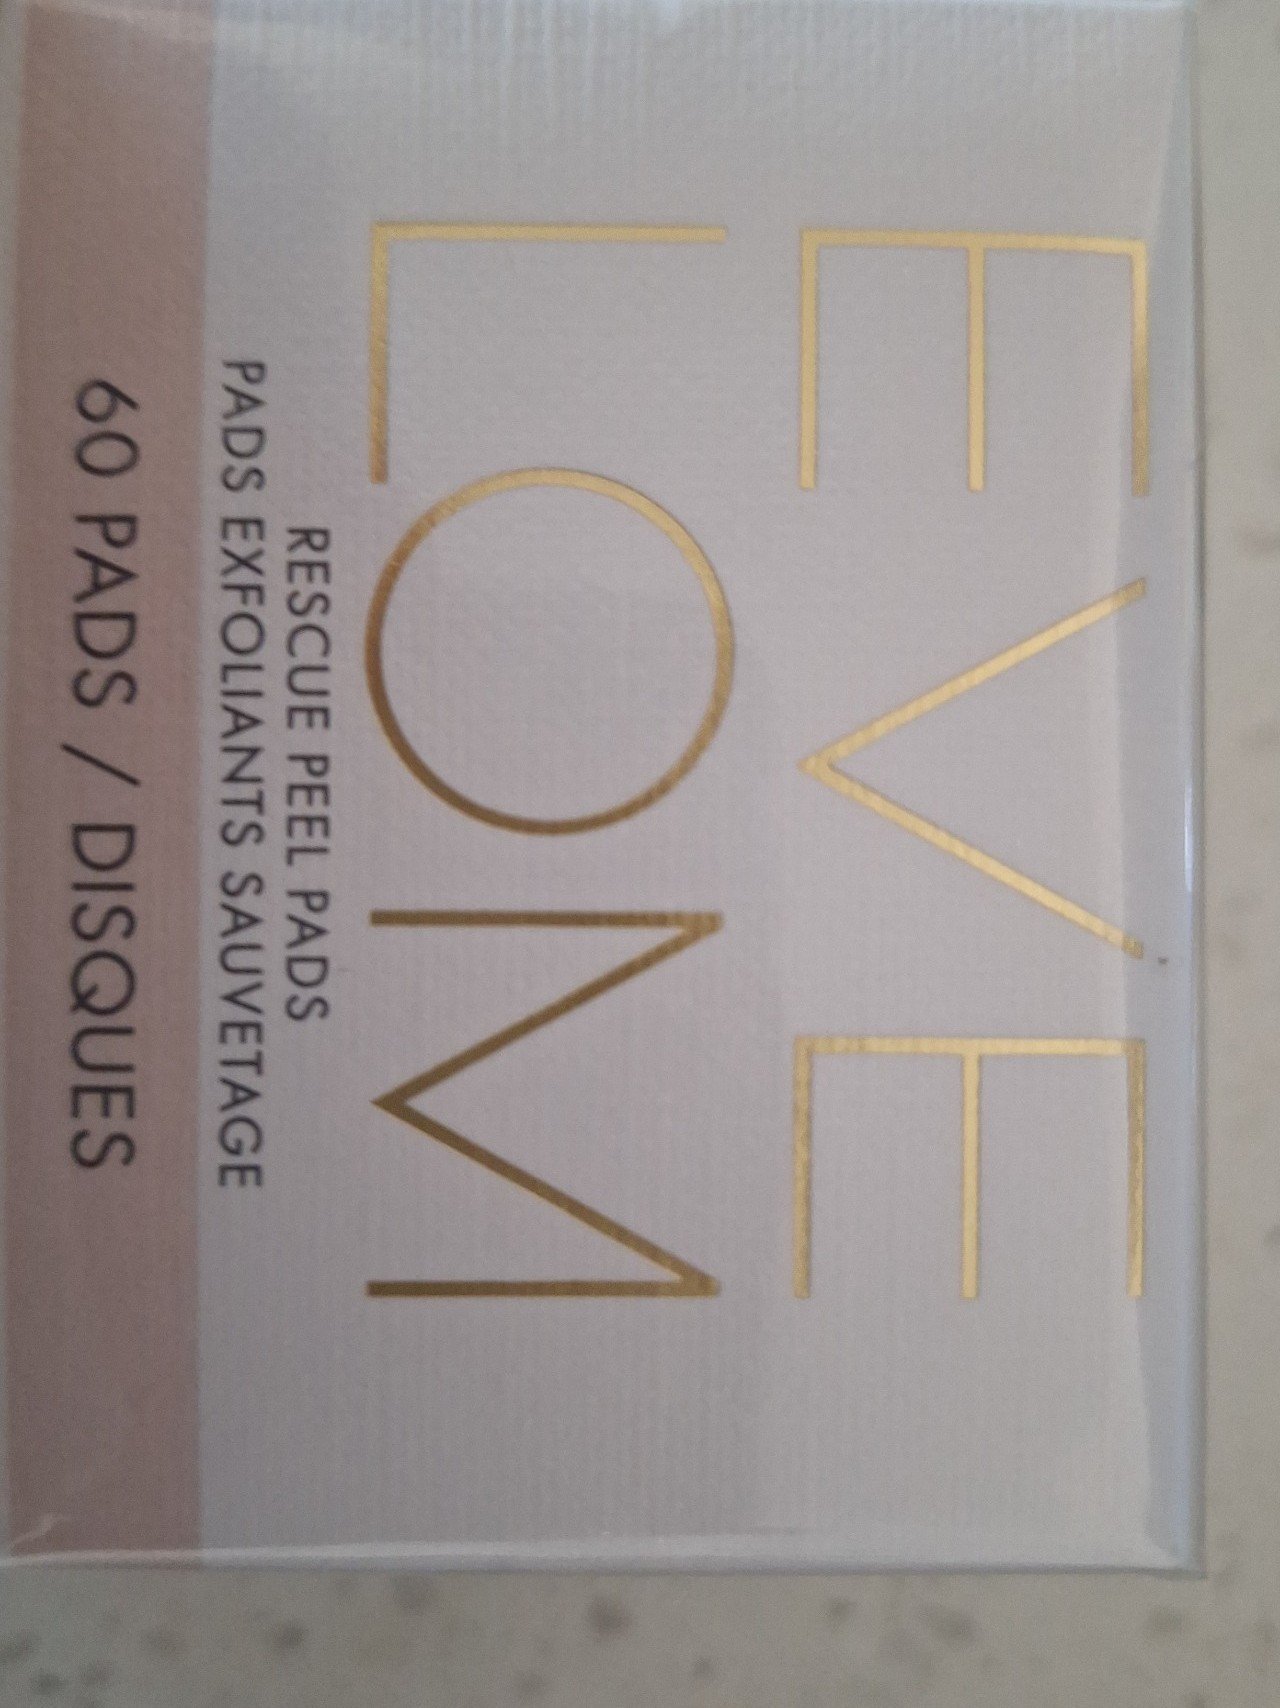 EVE
LOM
RESCUE PEEL PADS
PADS EXFOLIANTS SAUVETAGE
60 PADS / DISQUES